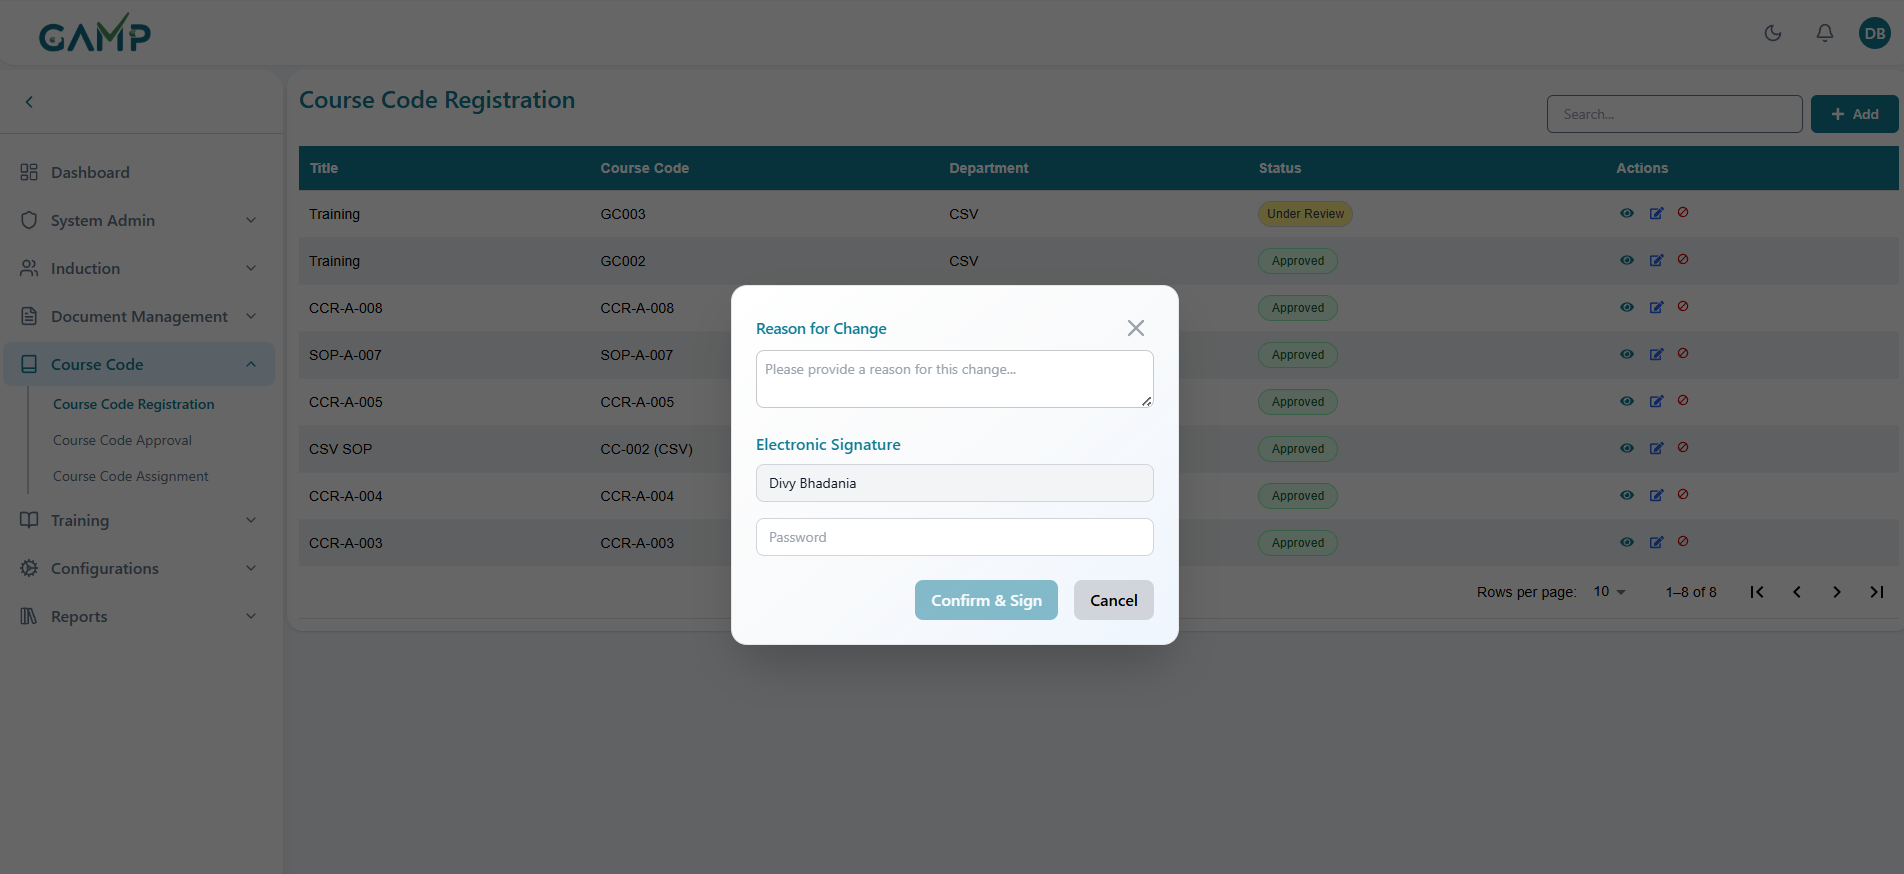 GAMP
DB
Course Code Registration
Search...
+ Add
Dashboard
System Admin
Induction
Document Management
Course Code
Course Code Registration
Course Code Approval
Course Code Assignment
Training
Configurations
Reports
Title Course Code Department Status Actions
Training GC003 CSV Under Review
Training GC002 CSV Approved
CCR-A-008 CCR-A-008 Approved
SOP-A-007 SOP-A-007 Approved
CCR-A-005 CCR-A-005 Approved
CSV SOP CC-002 (CSV) Approved
CCR-A-004 CCR-A-004 Approved
CCR-A-003 CCR-A-003 Approved
Rows per page: 10 1–8 of 8
Reason for Change
Please provide a reason for this change...
Electronic Signature
Divy Bhadania
Password
Confirm & Sign Cancel